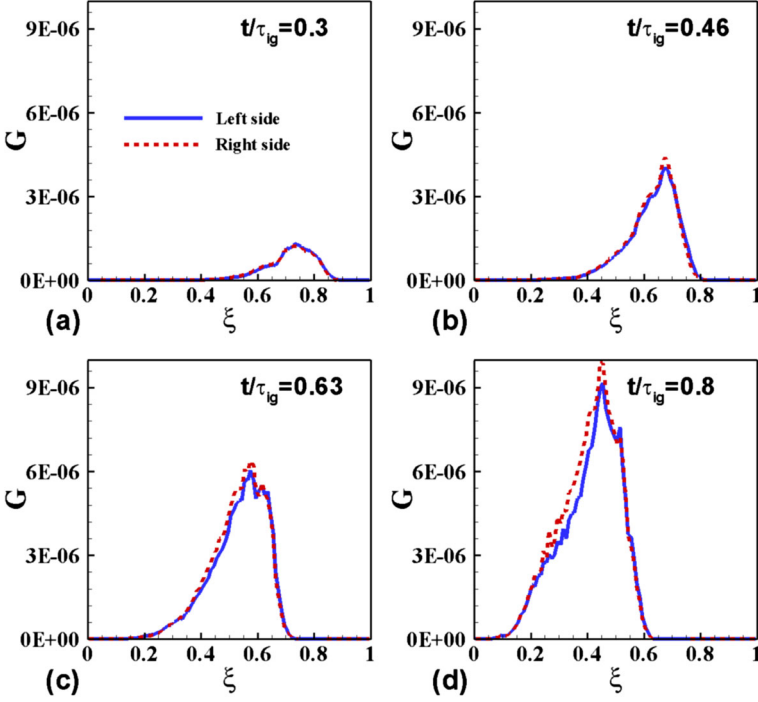 9E-06
t/τig=0.3
6E-06
G
Left side
Right side
3E-06
0E+00
0 0.2 0.4 0.6 0.8 1
(a)
ξ
9E-06
t/τig=0.46
6E-06
G
3E-06
0E+00
0 0.2 0.4 0.6 0.8 1
(b)
ξ
9E-06
t/τig=0.63
6E-06
G
3E-06
0E+00
0 0.2 0.4 0.6 0.8 1
(c)
ξ
9E-06
t/τig=0.8
6E-06
G
3E-06
0E+00
0 0.2 0.4 0.6 0.8 1
(d)
ξ